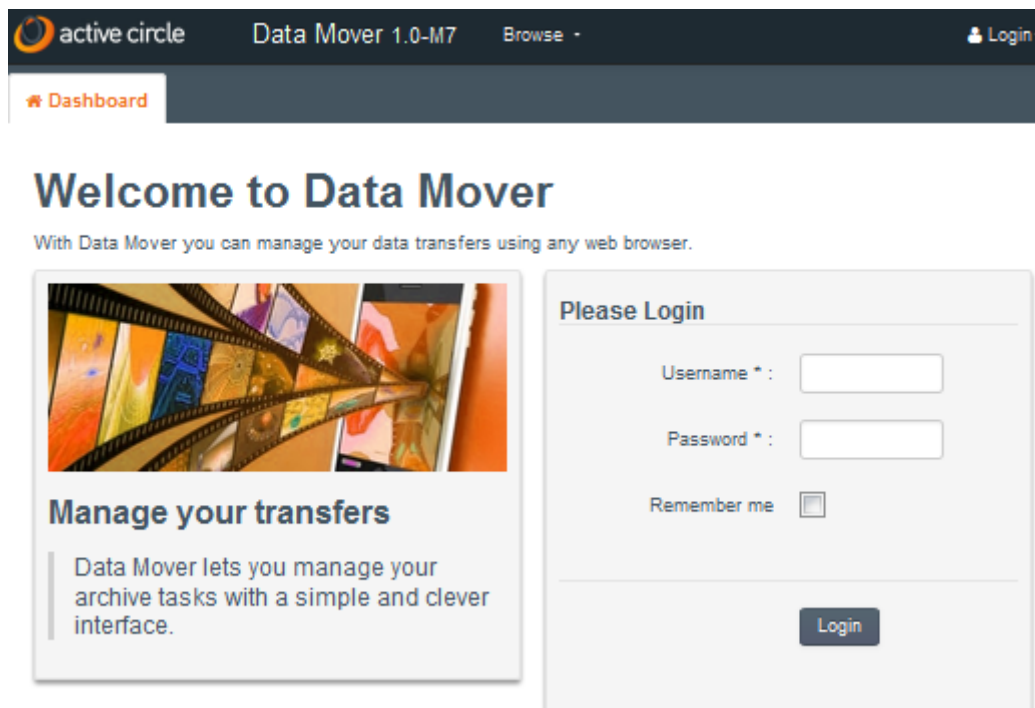 active circle Data Mover 1.0-M7 Browse Login
Dashboard
Welcome to Data Mover
With Data Mover you can manage your data transfers using any web browser.
Manage your transfers
Data Mover lets you manage your
archive tasks with a simple and clever
interface.
Please Login
Username * :
Password * :
Remember me
Login